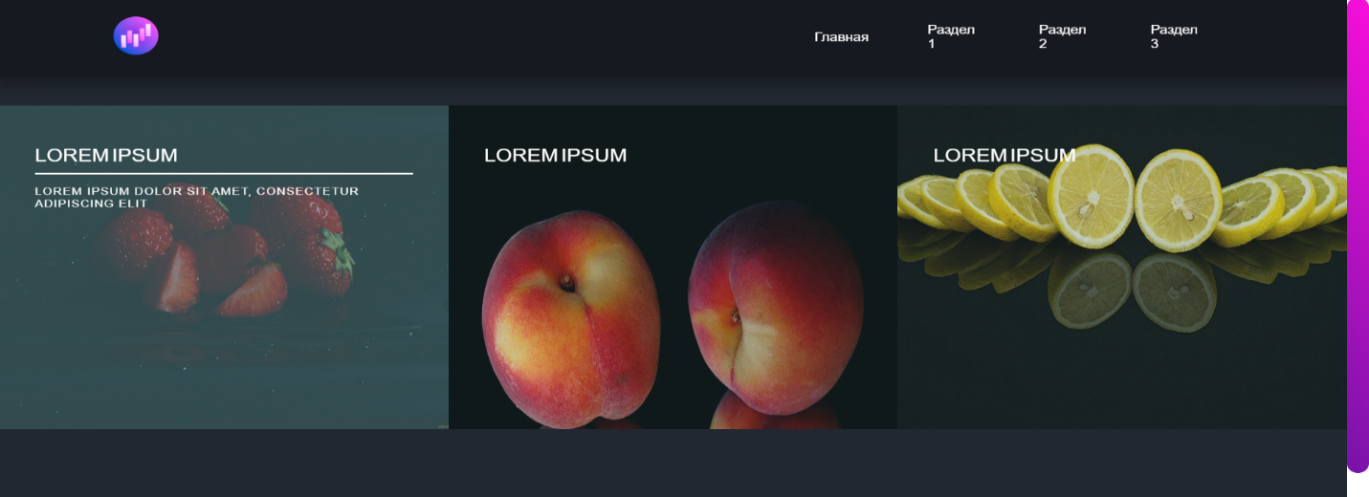 Главная
Раздел
1
Раздел
2
Раздел
3
LOREM IPSUM
LOREM IPSUM DOLOR SIT AMET, CONSECTETUR
ADIPISCING ELIT
LOREM IPSUM
LOREM IPSUM